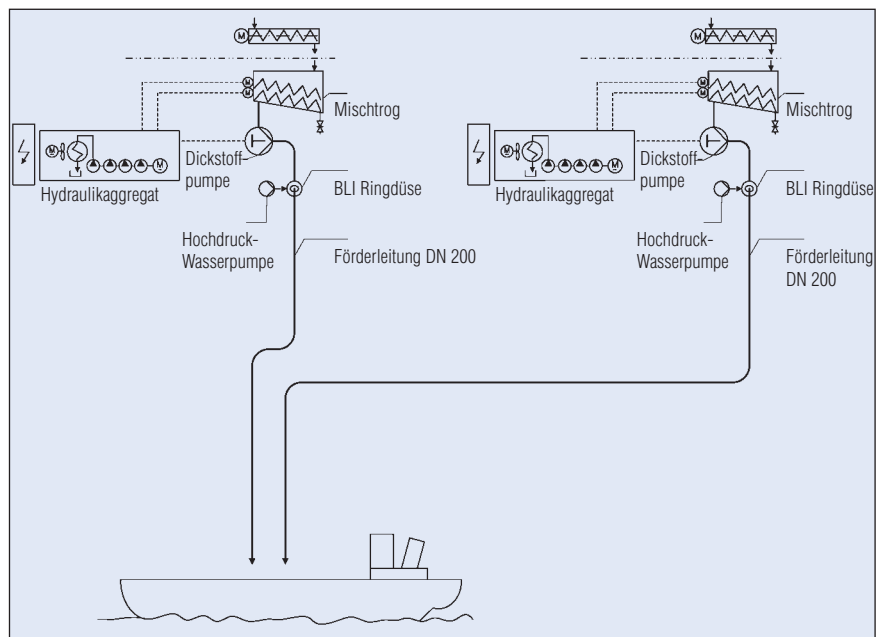 M
M
M
M
M
M
M
M
M
M
Mischtrog
Mischtrog
Dickstoff
pumpe
Hydraulikaggregat
BLI Ringdüse
Hochdruck-
Wasserpumpe
Förderleitung DN 200
Dickstoff
pumpe
Hydraulikaggregat
BLI Ringdüse
Hochdruck-
Wasserpumpe
Förderleitung
DN 200